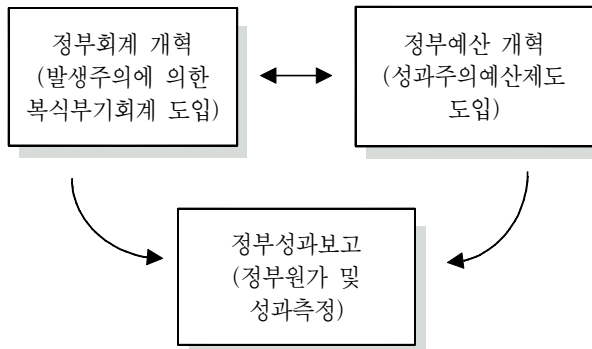 정부회계 개혁
(발생주의에 의한
복식부기회계 도입)
정부예산 개혁
(성과주의예산제도
도입)
정부성과보고
(정부원가 및
성과측정)